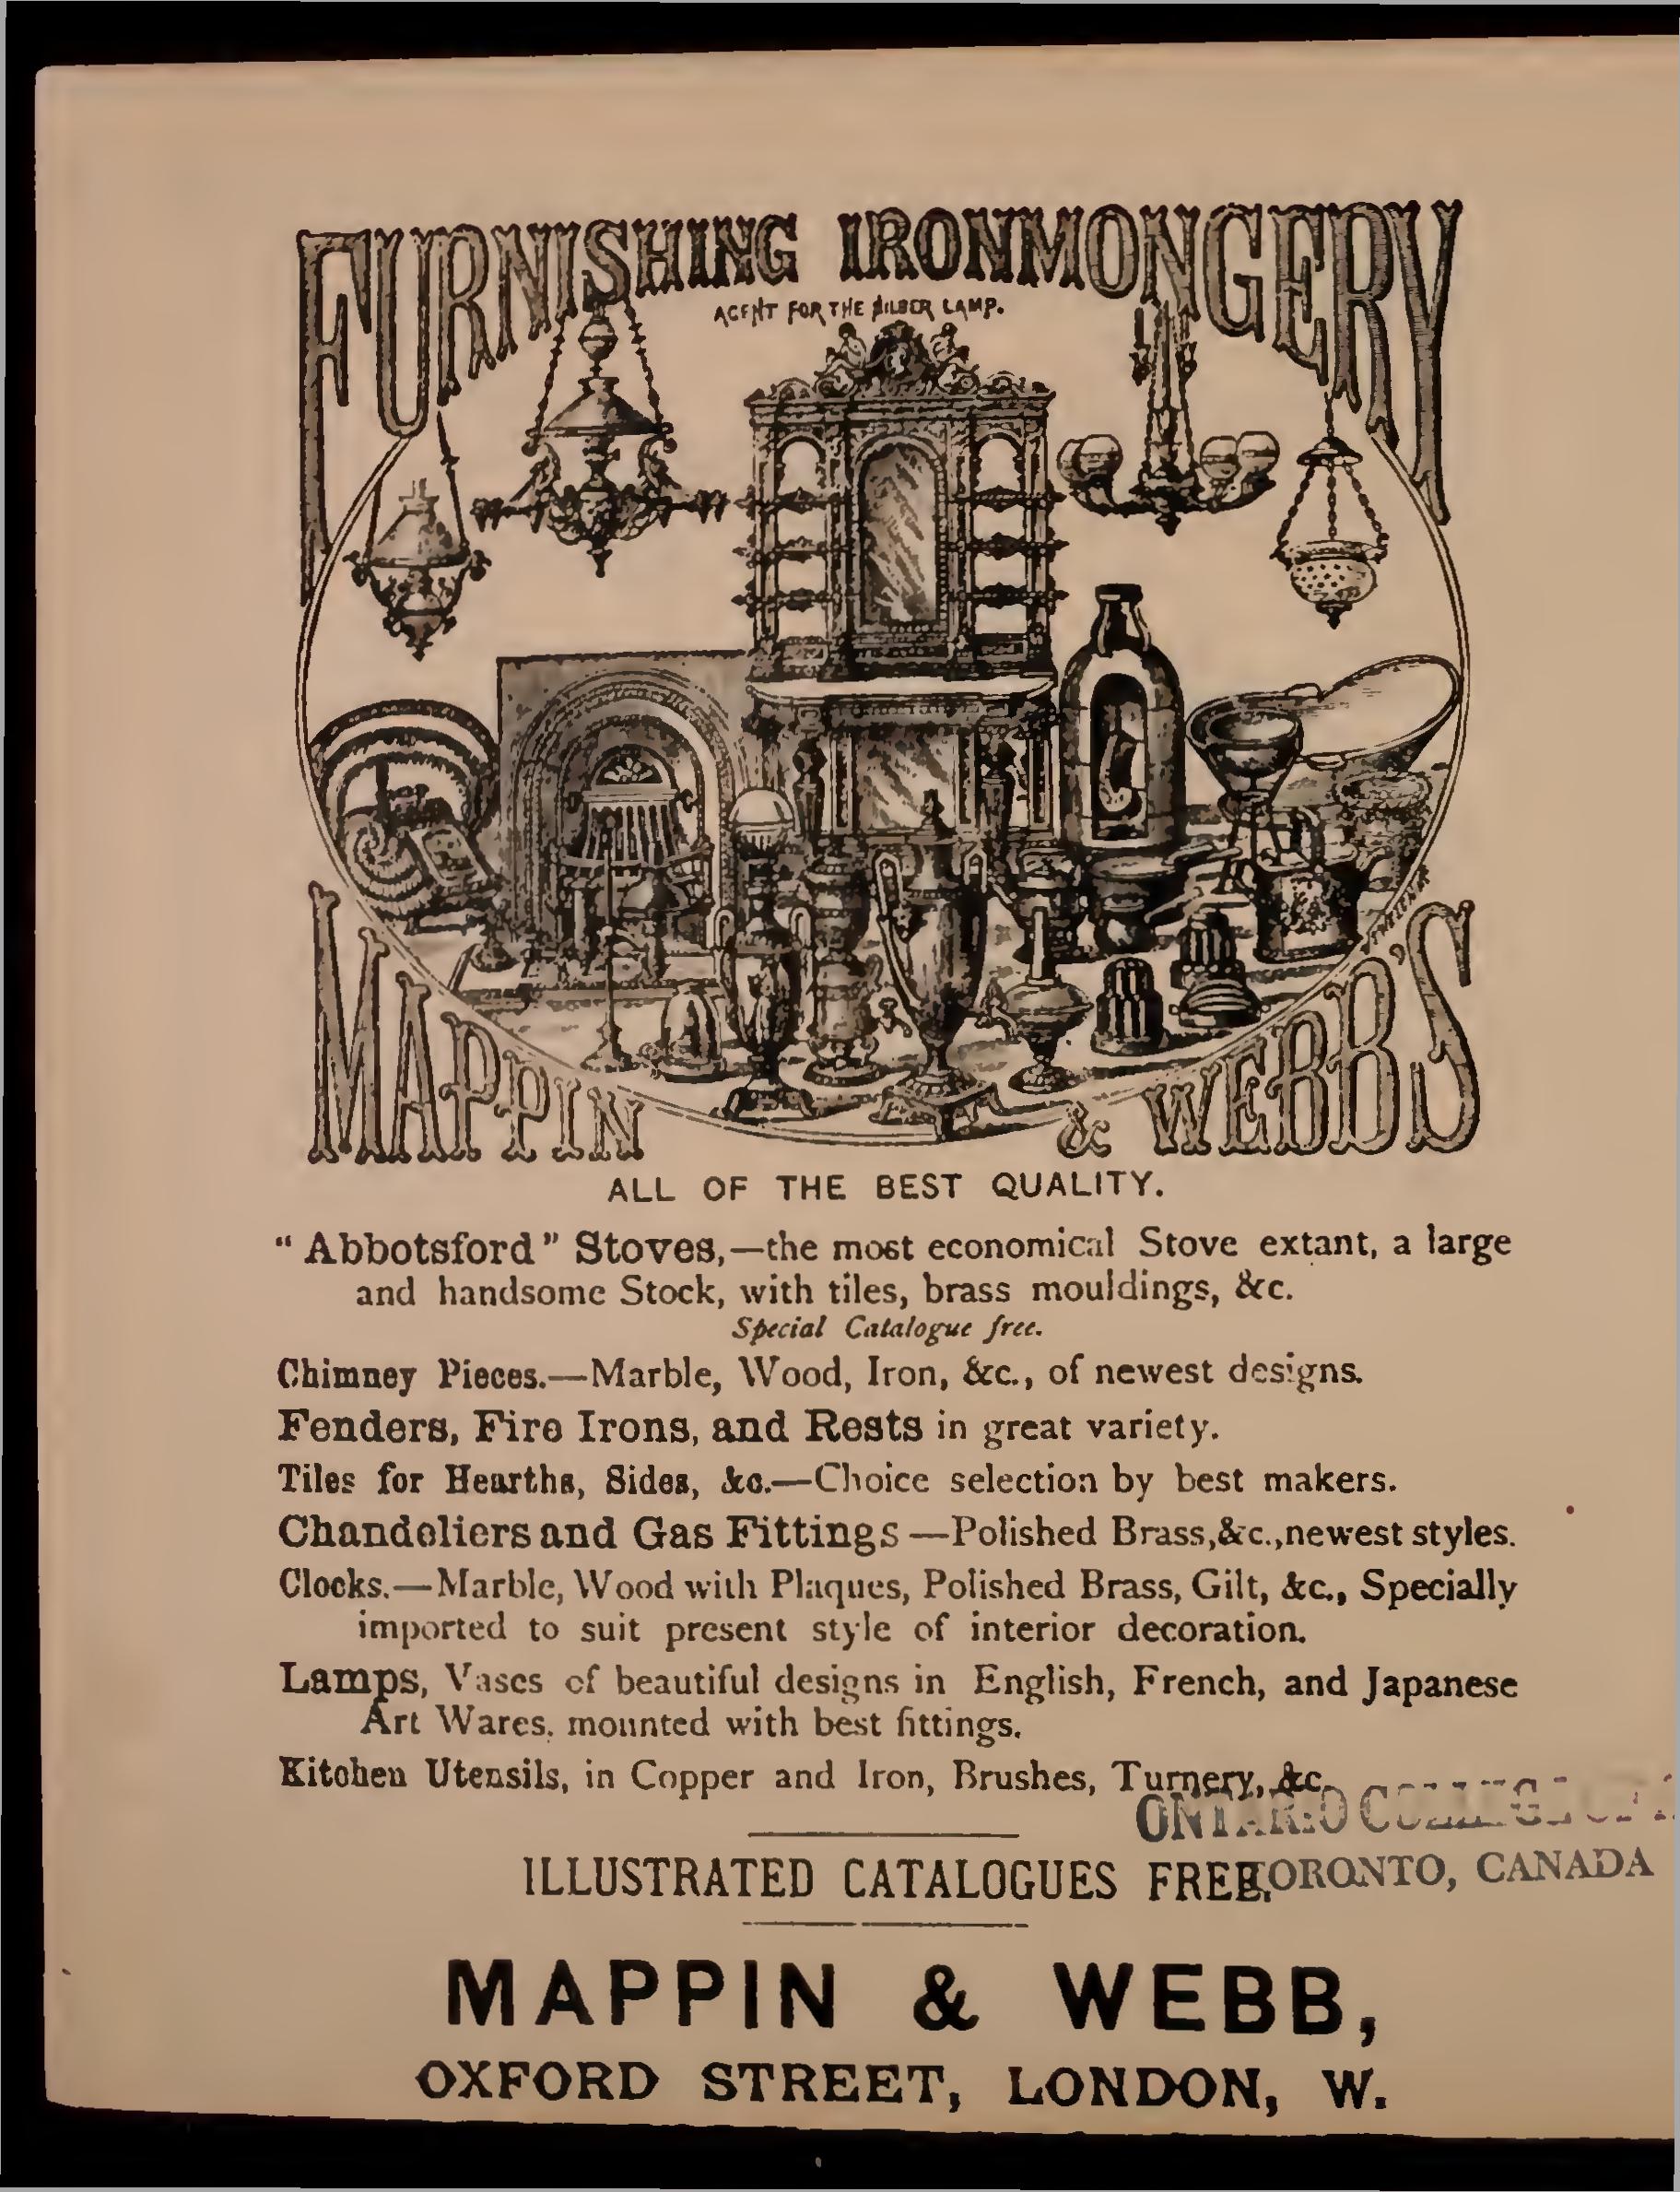 FURNISHING IRONMONGERY
AGENT FOR THE SILBER LAMP.
MAPPIN & WEBB'S
ALL OF THE BEST QUALITY.
“Abbotsford” Stoves,—the most economical Stove extant, a large
and handsome Stock, with tiles, brass mouldings, &c.
Special Catalogue free.
Chimney Pieces.—Marble, Wood, Iron, &c., of newest designs.
Fenders, Fire Irons, and Rests in great variety.
Tiles for Hearths, Sides, &c.—Choice selection by best makers.
Chandeliers and Gas Fittings—Polished Brass,&c.,newest styles.
Clocks.—Marble, Wood with Plaques, Polished Brass, Gilt, &c., Specially
imported to suit present style of interior decoration.
Lamps, Vases of beautiful designs in English, French, and Japanese
Art Wares, mounted with best fittings.
Kitchen Utensils, in Copper and Iron, Brushes, Turnery, &c.
ONTARIO COLLEGE OF
ILLUSTRATED CATALOGUES FREE.
TORONTO, CANADA
MAPPIN & WEBB,
OXFORD STREET, LONDON, W.